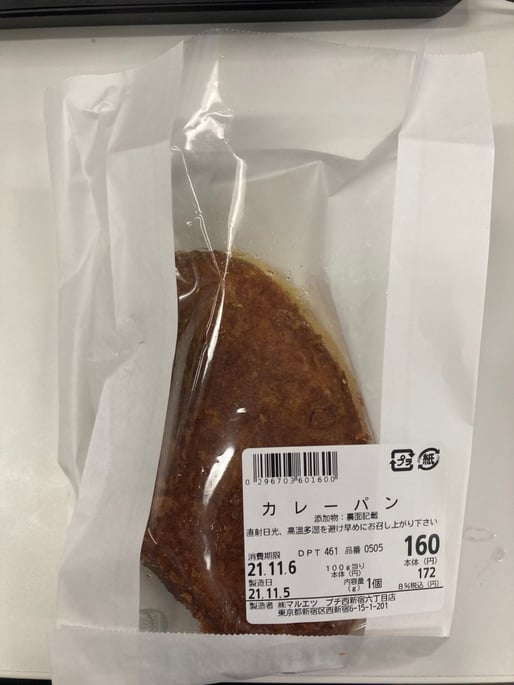 プラ 紙
0 296703 601600
カレーパン
添加物：裏面記載
直射日光、高温多湿を避け早めにお召し上がり下さい
消費期限 DPT 461 品番 0505 160
21.11.6 100g当り 本体(円) 本体(円)
172
製造日 内容量(g) 1個 8%税込(円)
21.11.5
製造者 ㈱マルエツ プチ西新宿六丁目店
東京都新宿区西新宿6-15-1-201